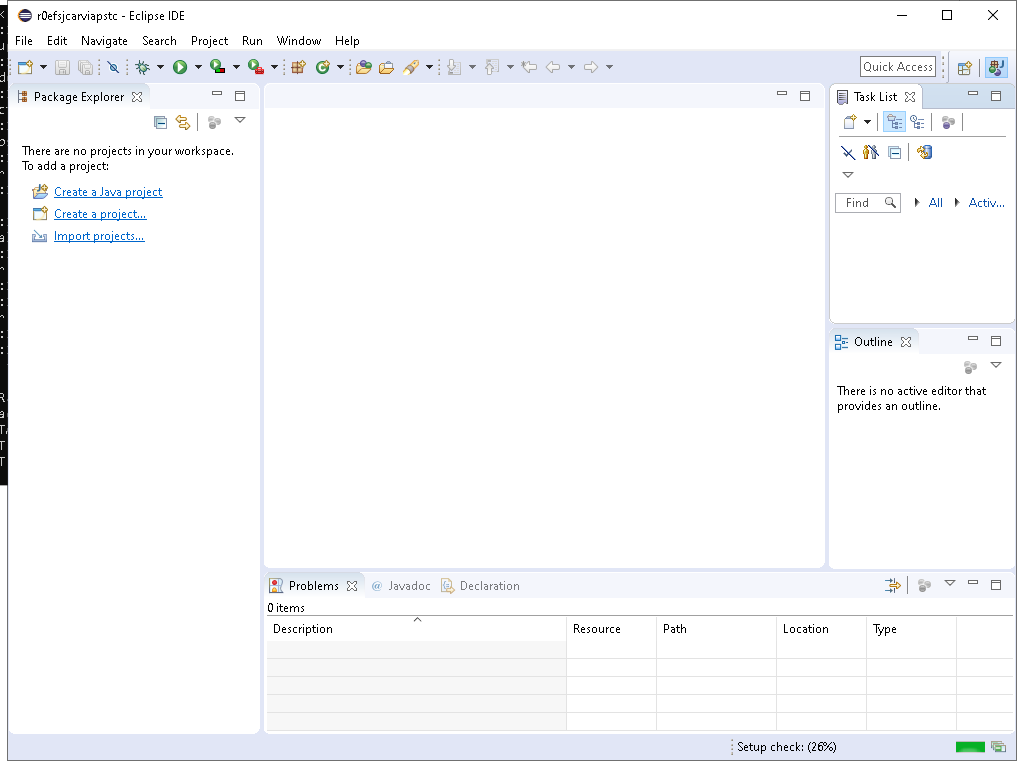 r0efsjcarviapstc - Eclipse IDE
File Edit Navigate Search Project Run Window Help
Quick Access
Package Explorer
Task List
There are no projects in your workspace.
To add a project:
Create a Java project
Create a project...
Import projects...
Find All Activ...
Outline
There is no active editor that
provides an outline.
Problems @ Javadoc Declaration
0 items
Description Resource Path Location Type
Setup check: (26%)